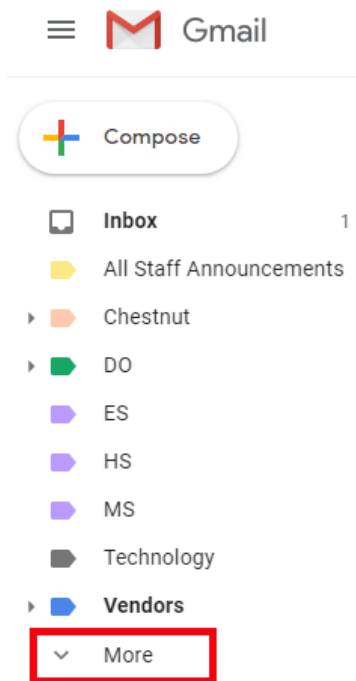 Gmail
Compose
Inbox 1
All Staff Announcements
Chestnut
DO
ES
HS
MS
Technology
Vendors
More